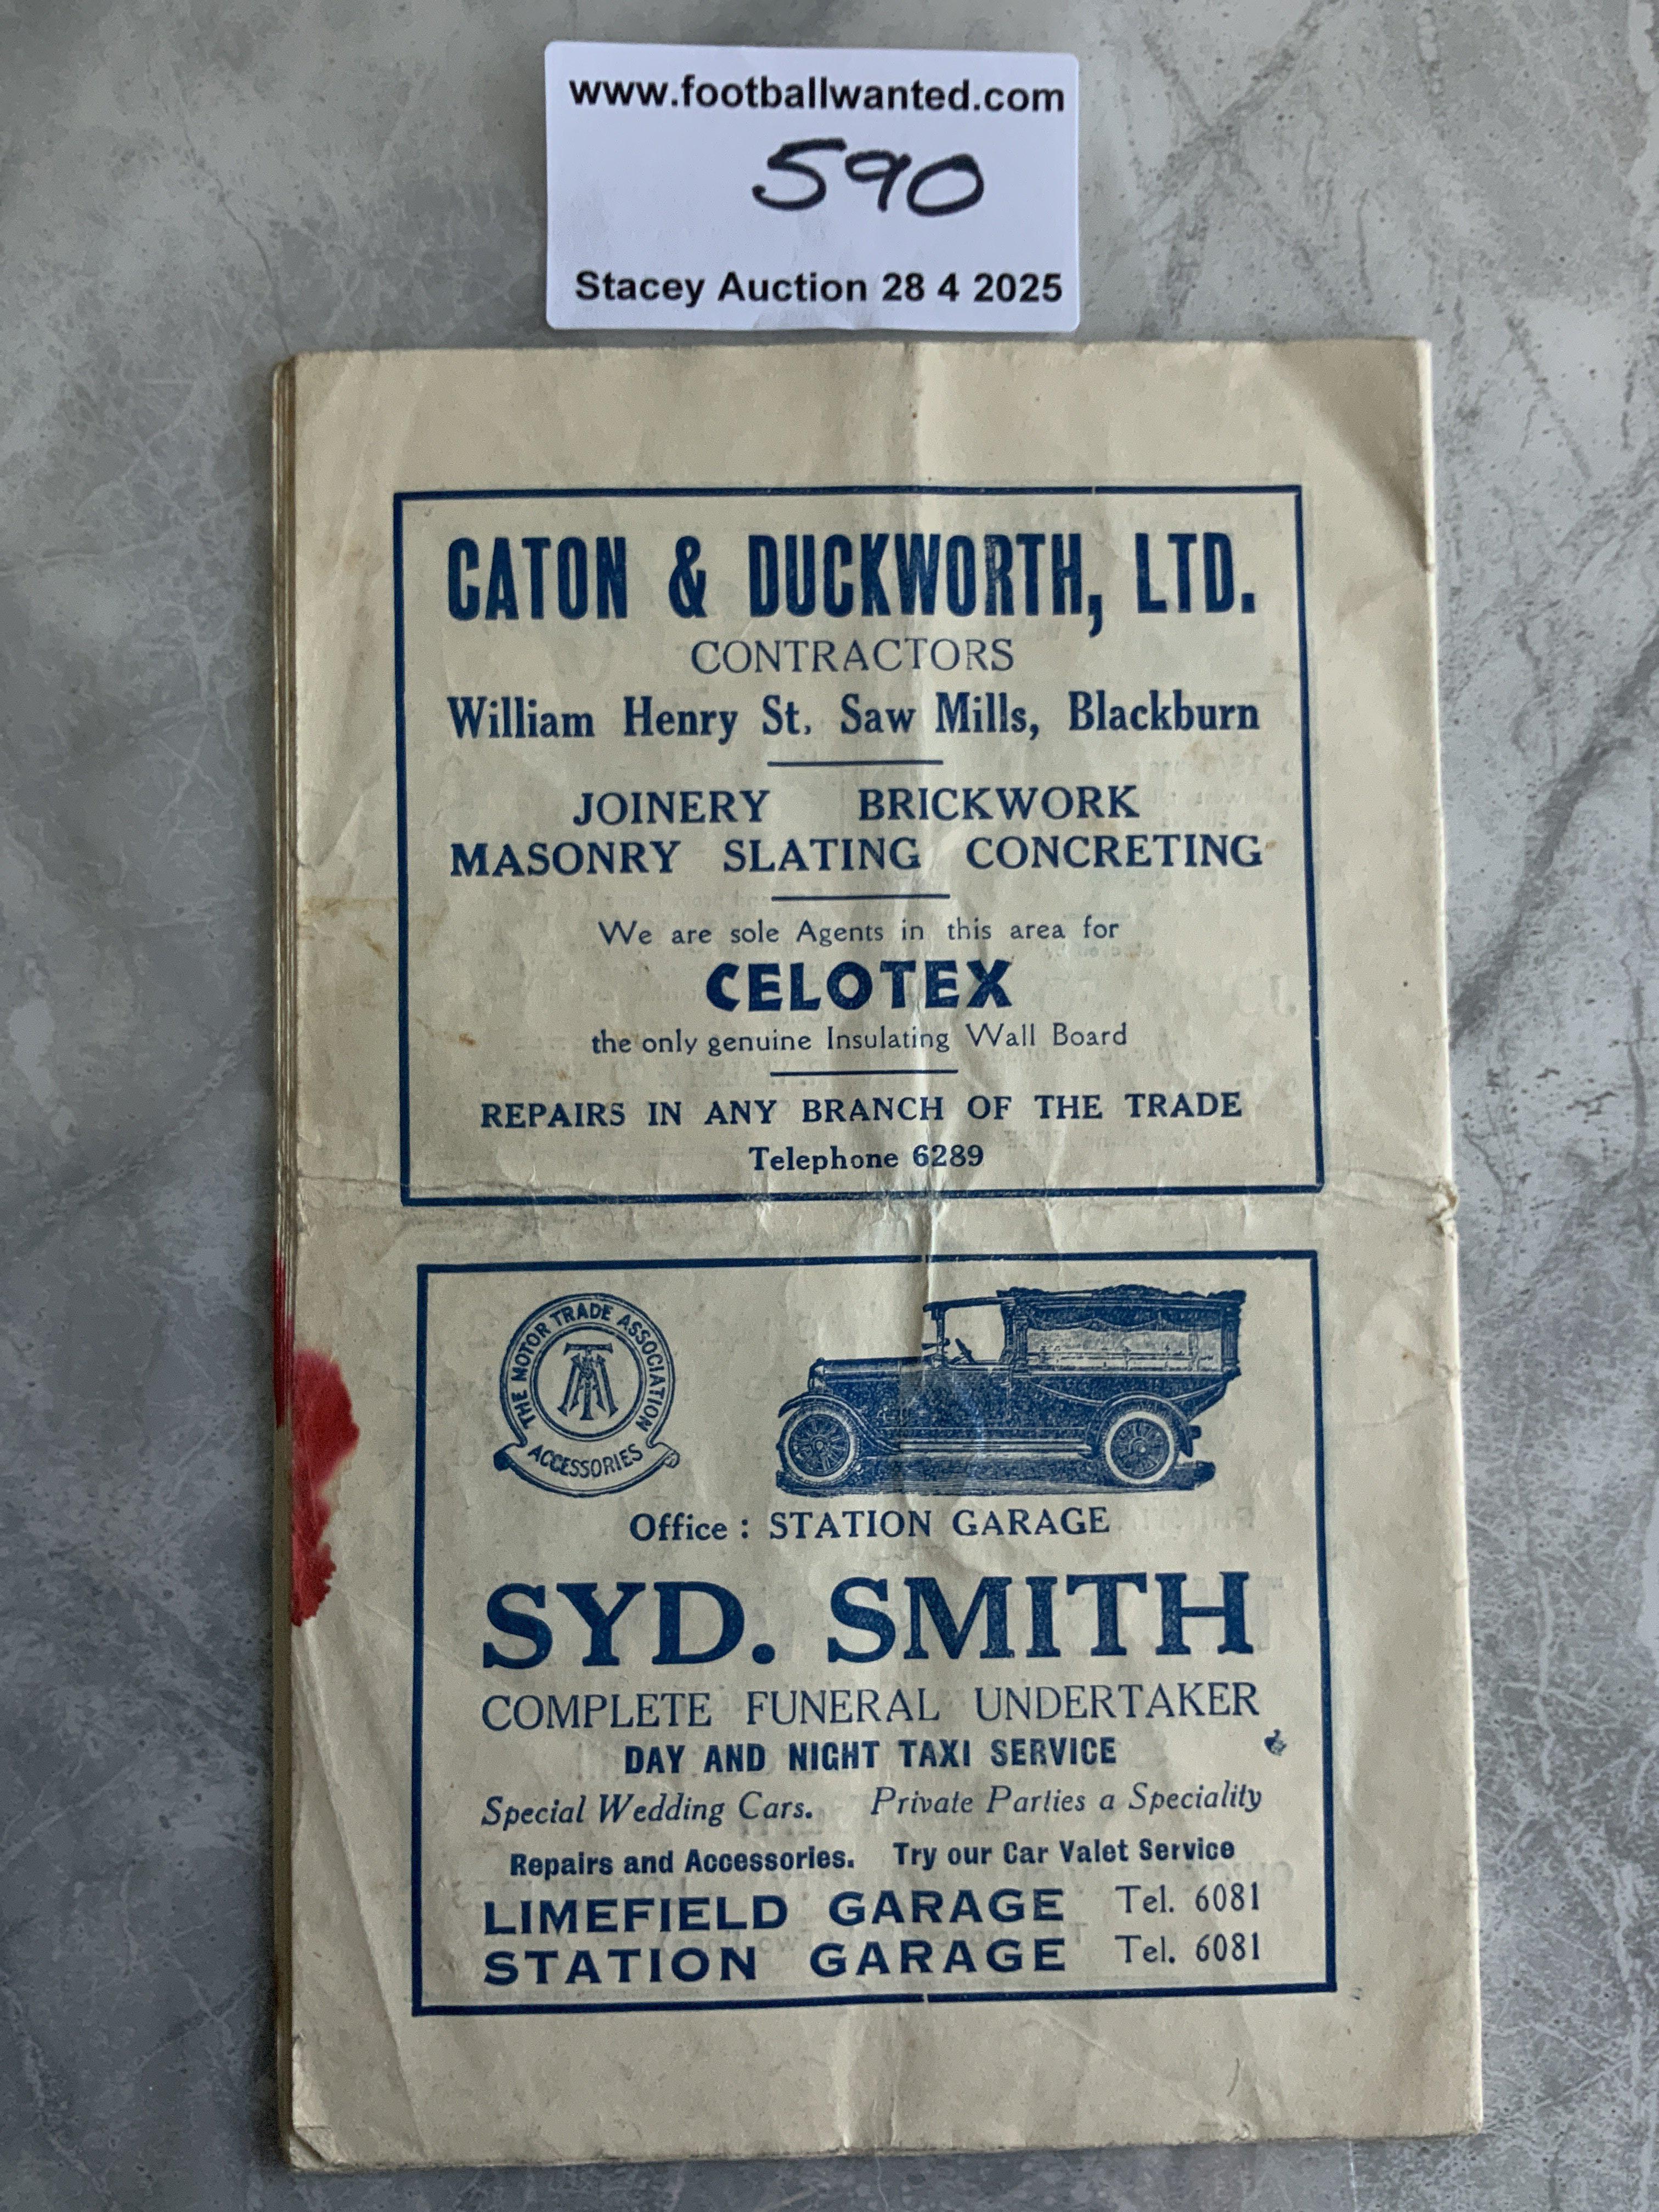 www.footballwanted.com
590
Stacey Auction 28 4 2025
CATON & DUCKWORTH, LTD.
CONTRACTORS
William Henry St. Saw Mills, Blackburn
JOINERY BRICKWORK
MASONRY SLATING CONCRETING
We are sole Agents in this area for
CELOTEX
the only genuine Insulating Wall Board
REPAIRS IN ANY BRANCH OF THE TRADE
Telephone 6289
THE MOTOR TRADE ASSOCIATION
MTA
ACCESSORIES
Office : STATION GARAGE
SYD. SMITH
COMPLETE FUNERAL UNDERTAKER
DAY AND NIGHT TAXI SERVICE
Special Wedding Cars. Private Parties a Speciality
Repairs and Accessories. Try our Car Valet Service
LIMEFIELD GARAGE Tel. 6081
STATION GARAGE Tel. 6081